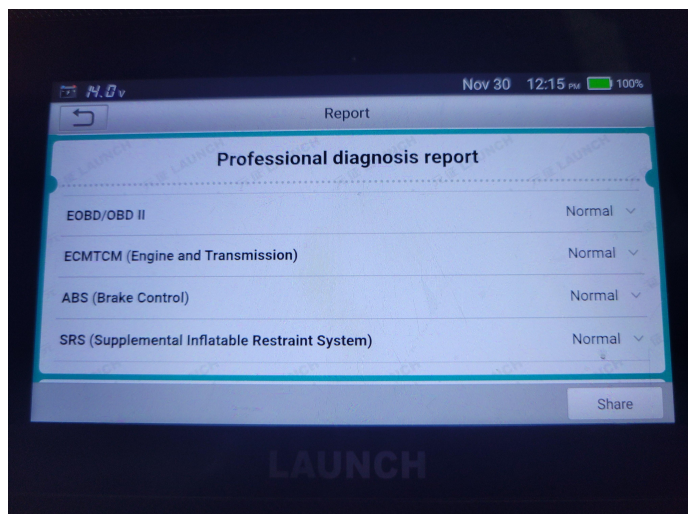 14.0 v Nov 30 12:15 PM 100%
Report
Professional diagnosis report
EOBD/OBD II Normal
ECMTCM (Engine and Transmission) Normal
ABS (Brake Control) Normal
SRS (Supplemental Inflatable Restraint System) Normal
Share
LAUNCH